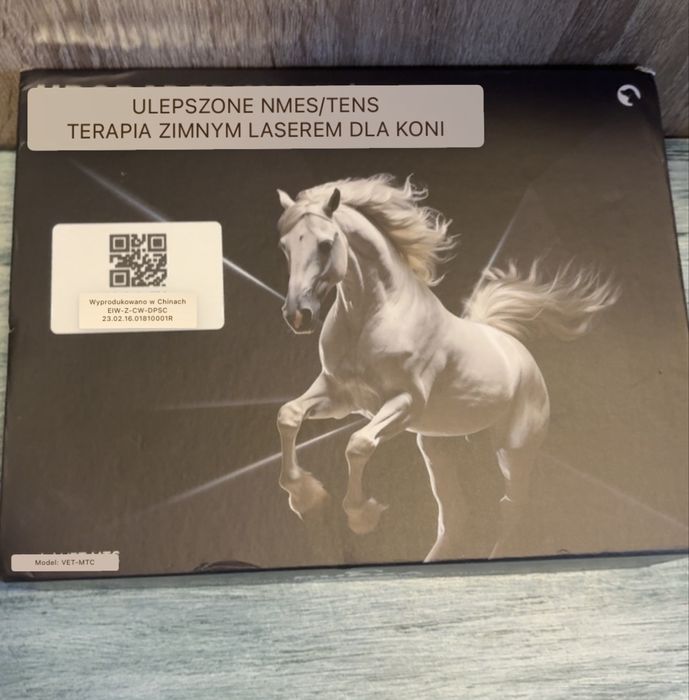 ULEPSZONE NMES/TENS
TERAPIA ZIMNYM LASEREM DLA KONI
Wyprodukowano w Chinach
EIW-Z-CW-DPSC
23.02.16.01810001R
Model: VET-MTC